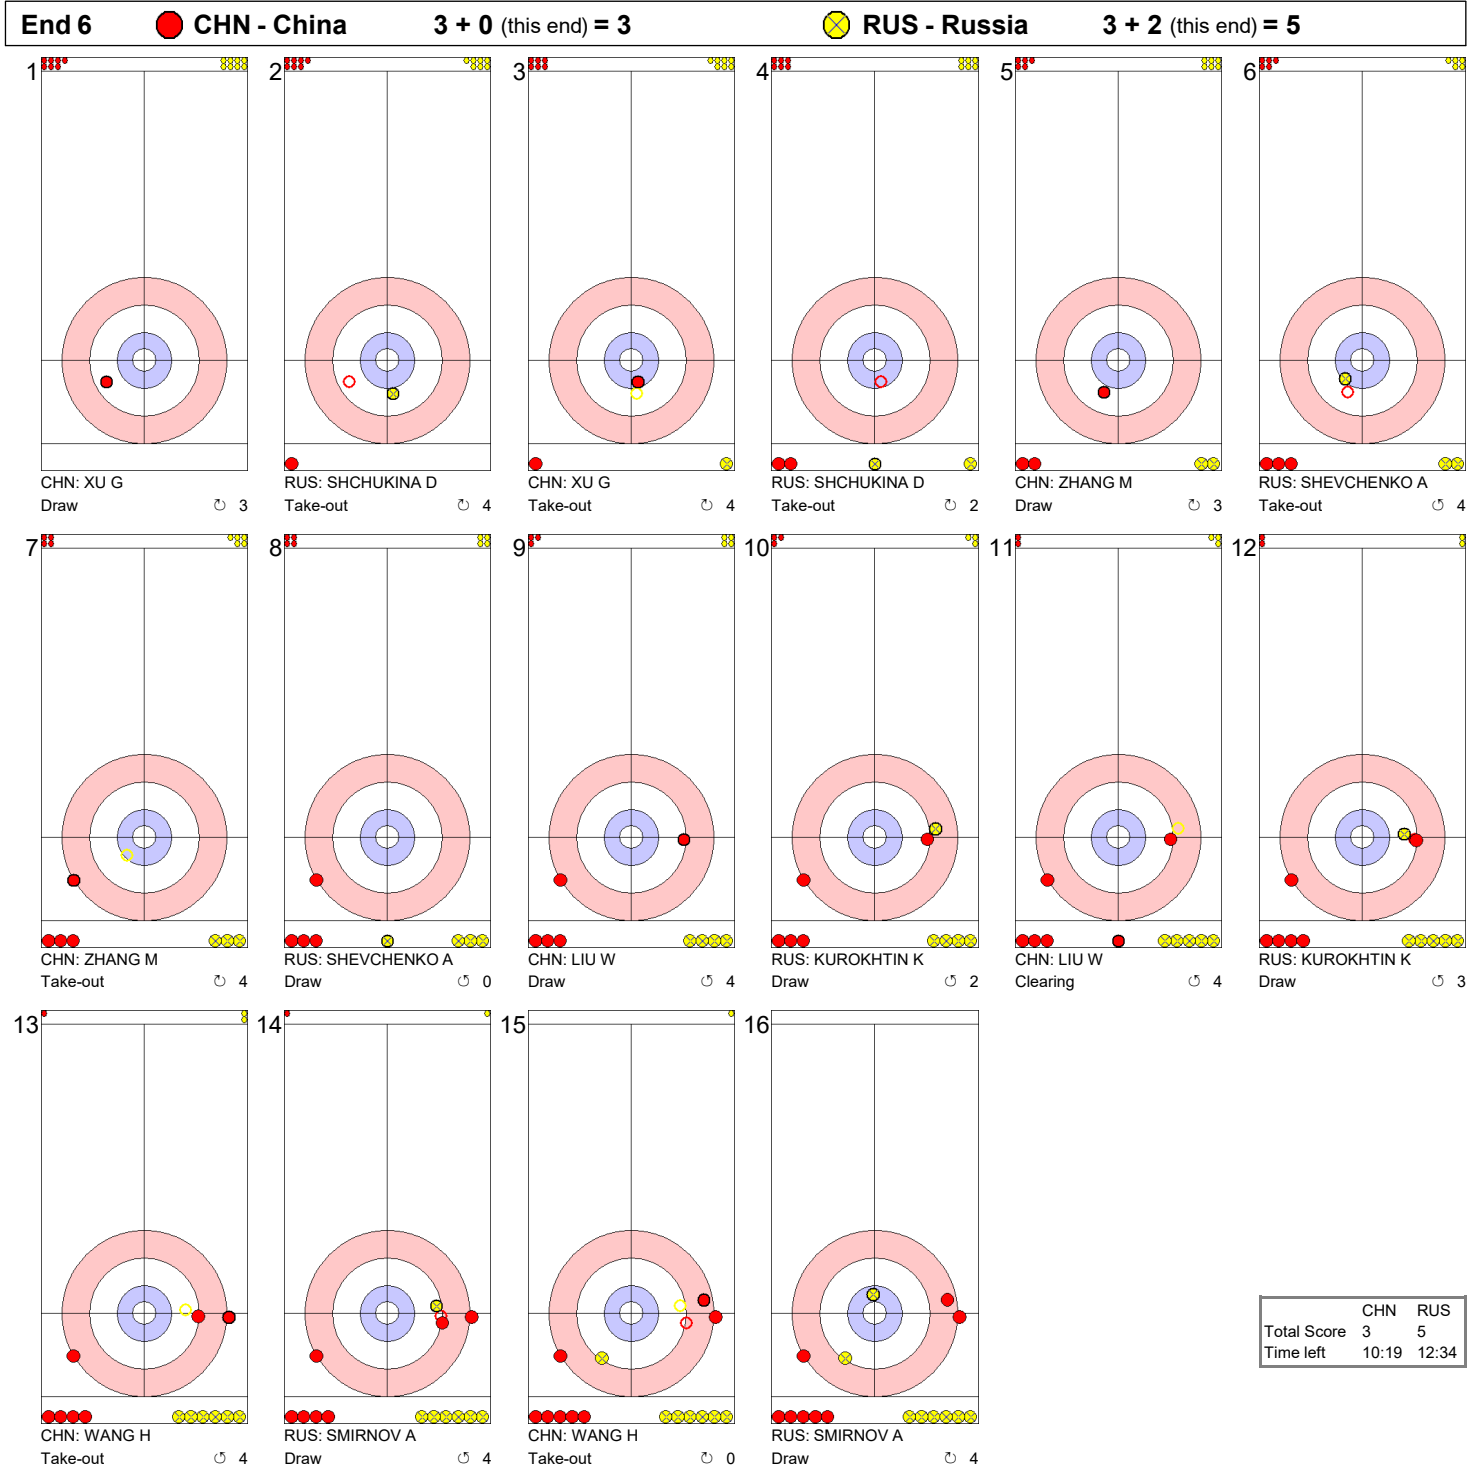 End 6 CHN - China 3 + 0 (this end) = 3 RUS - Russia 3 + 2 (this end) = 5
1 2 3 4 5 6
CHN: XU G RUS: SHCHUKINA D CHN: XU G RUS: SHCHUKINA D CHN: ZHANG M RUS: SHEVCHENKO A
Draw ↻ 3 Take-out ↻ 4 Take-out ↻ 4 Take-out ↻ 2 Draw ↻ 3 Take-out ↻ 4
7 8 9 10 11 12
CHN: ZHANG M RUS: SHEVCHENKO A CHN: LIU W RUS: KUROKHTIN K CHN: LIU W RUS: KUROKHTIN K
Take-out ↻ 4 Draw ↺ 0 Draw ↺ 4 Draw ↺ 2 Clearing ↺ 4 Draw ↺ 3
13 14 15 16
CHN: WANG H RUS: SMIRNOV A CHN: WANG H RUS: SMIRNOV A
Take-out ↺ 4 Draw ↺ 4 Take-out ↻ 0 Draw ↺ 4
CHN RUS
Total Score 3 5
Time left 10:19 12:34